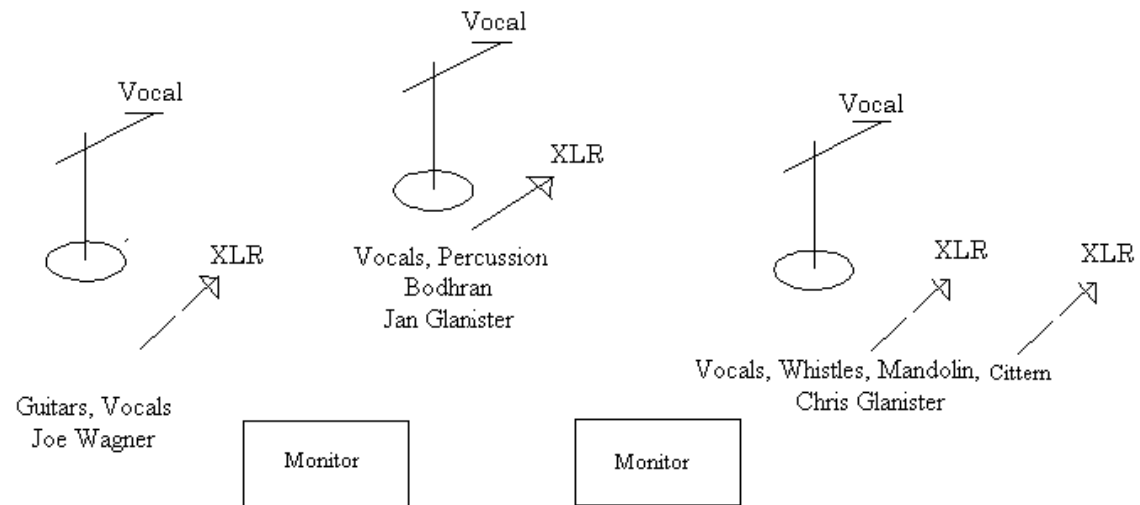 Vocal
Vocal
Vocal
XLR
XLR
XLR
XLR
Vocals, Percussion
Bodhran
Jan Glanister
Vocals, Whistles, Mandolin, Cittern
Chris Glanister
Guitars, Vocals
Joe Wagner
Monitor
Monitor